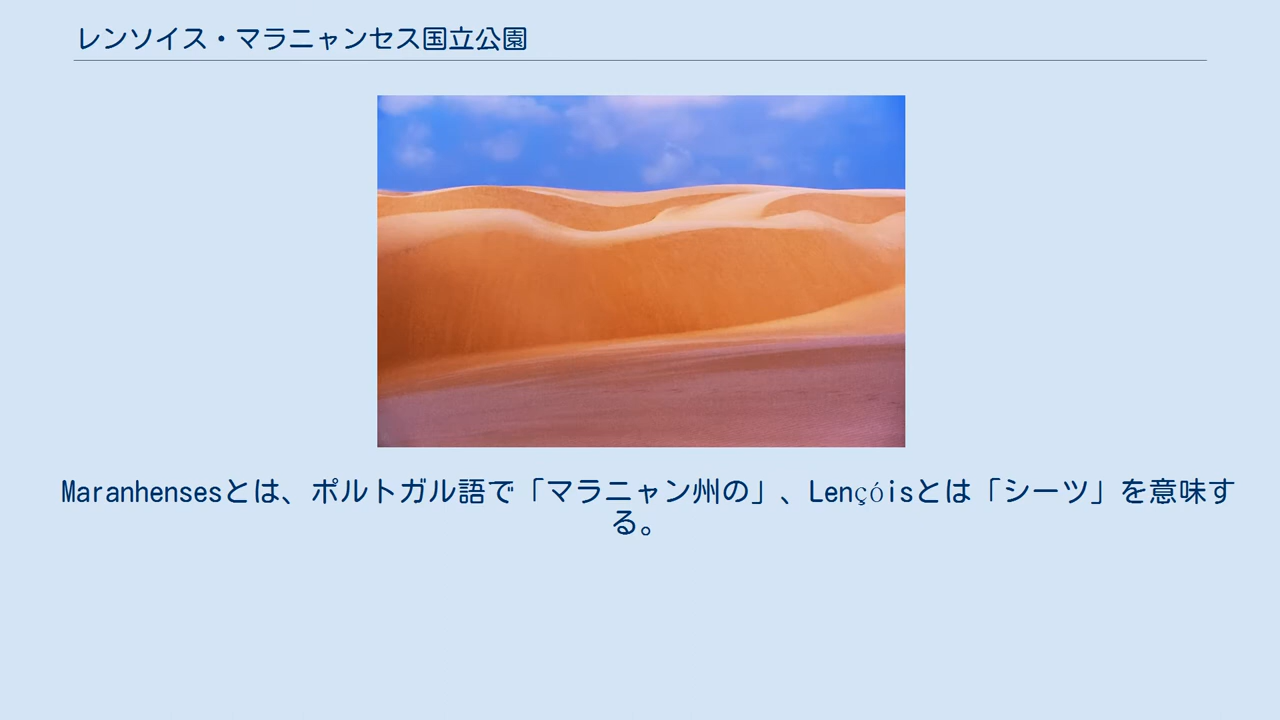 レンソイス・マラニャンセス国立公園
Maranhensesとは、ポルトガル語で「マラニャン州の」、Lençóisとは「シーツ」を意味す
る。